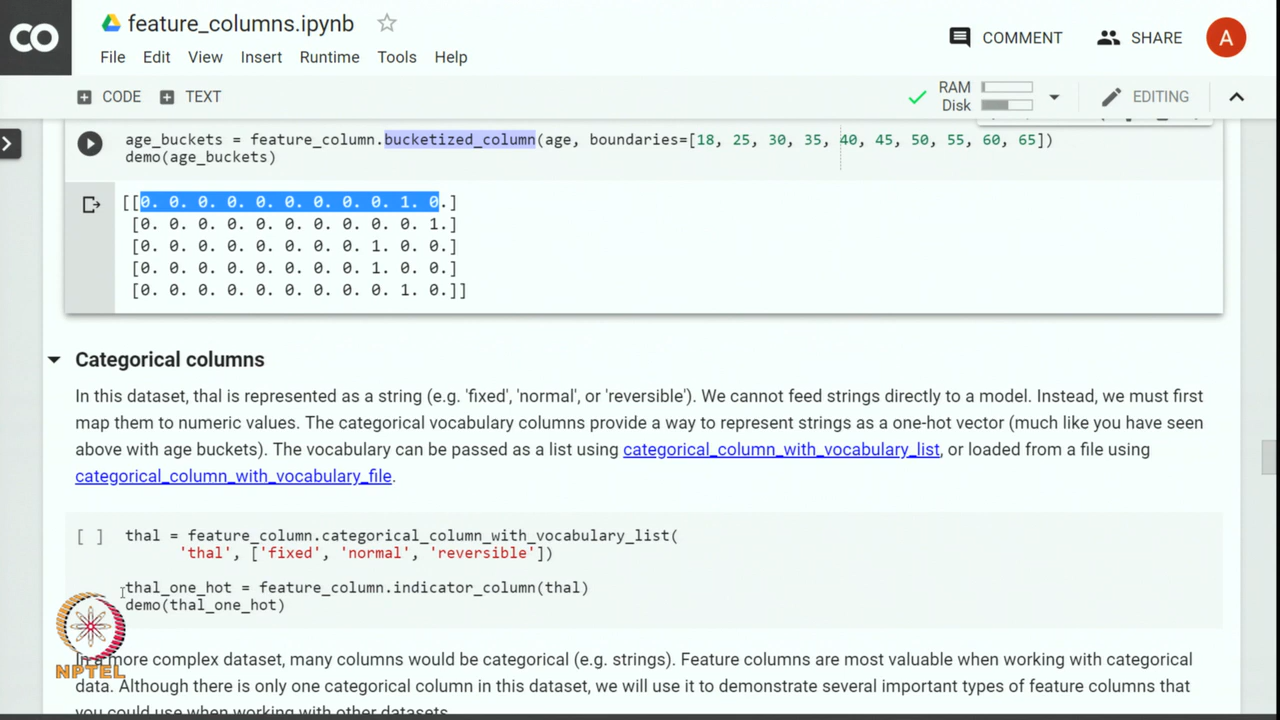 CO feature_columns.ipynb
File Edit View Insert Runtime Tools Help
COMMENT SHARE A
CODE TEXT RAM Disk EDITING
age_buckets = feature_column.bucketized_column(age, boundaries=[18, 25, 30, 35, 40, 45, 50, 55, 60, 65])
demo(age_buckets)
[[0. 0. 0. 0. 0. 0. 0. 0. 0. 1. 0.]
[0. 0. 0. 0. 0. 0. 0. 0. 0. 0. 1.]
[0. 0. 0. 0. 0. 0. 0. 0. 1. 0. 0.]
[0. 0. 0. 0. 0. 0. 0. 0. 1. 0. 0.]
[0. 0. 0. 0. 0. 0. 0. 0. 0. 1. 0.]]
Categorical columns
In this dataset, thal is represented as a string (e.g. 'fixed', 'normal', or 'reversible'). We cannot feed strings directly to a model. Instead, we must first
map them to numeric values. The categorical vocabulary columns provide a way to represent strings as a one-hot vector (much like you have seen
above with age buckets). The vocabulary can be passed as a list using categorical_column_with_vocabulary_list, or loaded from a file using
categorical_column_with_vocabulary_file.
[ ] thal = feature_column.categorical_column_with_vocabulary_list(
'thal', ['fixed', 'normal', 'reversible'])
thal_one_hot = feature_column.indicator_column(thal)
demo(thal_one_hot)
In a more complex dataset, many columns would be categorical (e.g. strings). Feature columns are most valuable when working with categorical
NPTEL
data. Although there is only one categorical column in this dataset, we will use it to demonstrate several important types of feature columns that
you could use when working with other datasets.